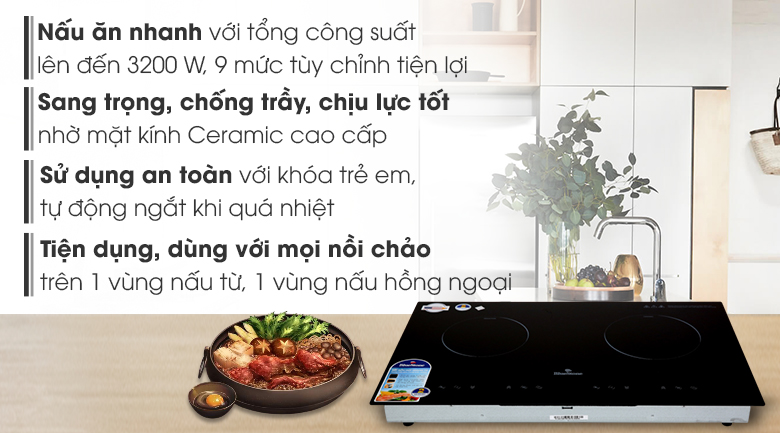 Nấu ăn nhanh với tổng công suất
lên đến 3200 W, 9 mức tùy chỉnh tiện lợi
Sang trọng, chống trầy, chịu lực tốt
nhờ mặt kính Ceramic cao cấp
Sử dụng an toàn với khóa trẻ em,
tự động ngắt khi quá nhiệt
Tiện dụng, dùng với mọi nồi chảo
trên 1 vùng nấu từ, 1 vùng nấu hồng ngoại